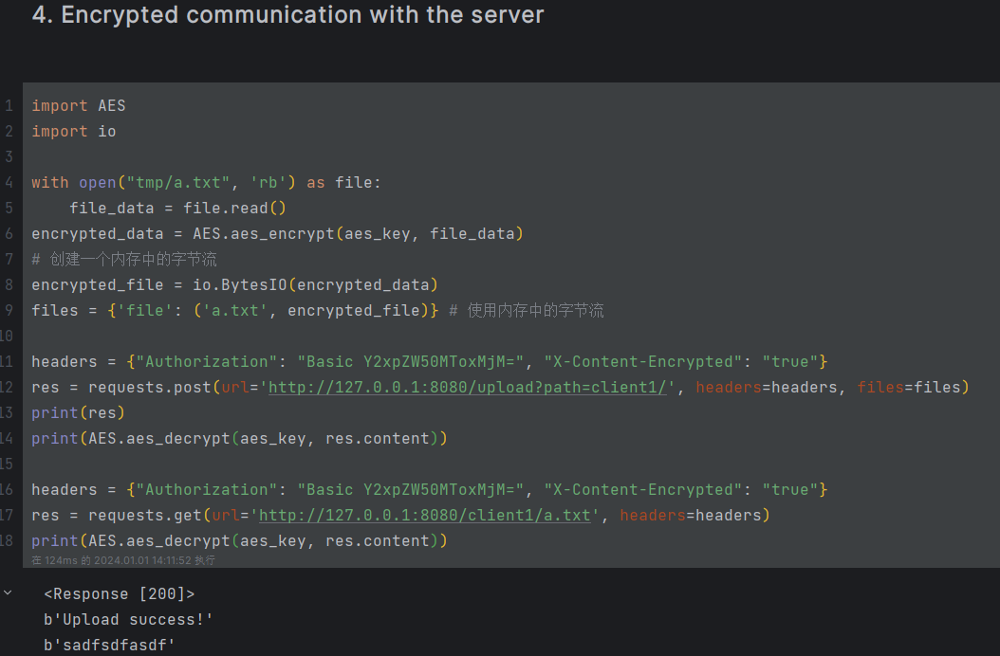 4. Encrypted communication with the server
1 import AES
2 import io
3
4 with open("tmp/a.txt", 'rb') as file:
5     file_data = file.read()
6 encrypted_data = AES.aes_encrypt(aes_key, file_data)
7 # 创建一个内存中的字节流
8 encrypted_file = io.BytesIO(encrypted_data)
9 files = {'file': ('a.txt', encrypted_file)} # 使用内存中的字节流
10
11 headers = {"Authorization": "Basic Y2xpZW50MToxMjM=", "X-Content-Encrypted": "true"}
12 res = requests.post(url='http://127.0.0.1:8080/upload?path=client1/', headers=headers, files=files)
13 print(res)
14 print(AES.aes_decrypt(aes_key, res.content))
15
16 headers = {"Authorization": "Basic Y2xpZW50MToxMjM=", "X-Content-Encrypted": "true"}
17 res = requests.get(url='http://127.0.0.1:8080/client1/a.txt', headers=headers)
18 print(AES.aes_decrypt(aes_key, res.content))
在 124ms 的 2024.01.01 14:11:52 执行
<Response [200]>
b'Upload success!'
b'sadfsdfasdf'